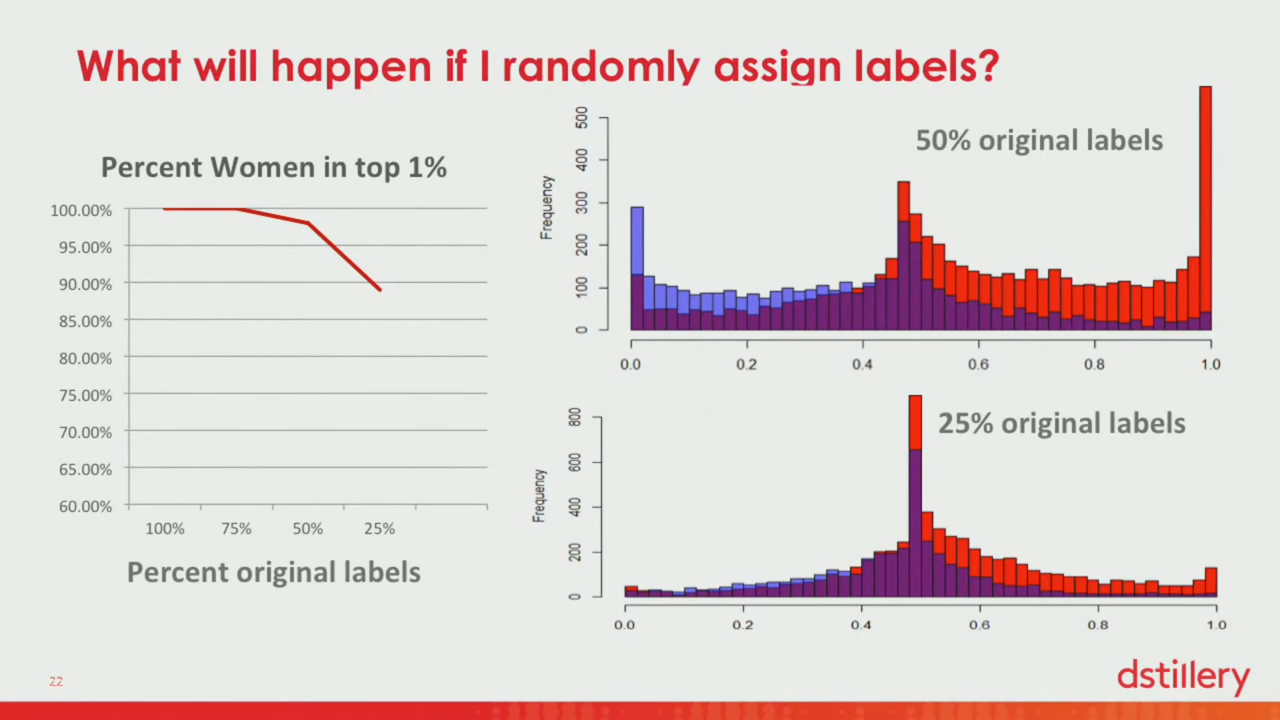 What will happen if I randomly assign labels?
Percent Women in top 1%
100.00%
95.00%
90.00%
85.00%
80.00%
75.00%
70.00%
65.00%
60.00%
100% 75% 50% 25%
Percent original labels
50% original labels
Frequency
500
400
300
200
100
0
0.0 0.2 0.4 0.6 0.8 1.0
25% original labels
Frequency
800
600
400
200
0
0.0 0.2 0.4 0.6 0.8 1.0
22
dstillery